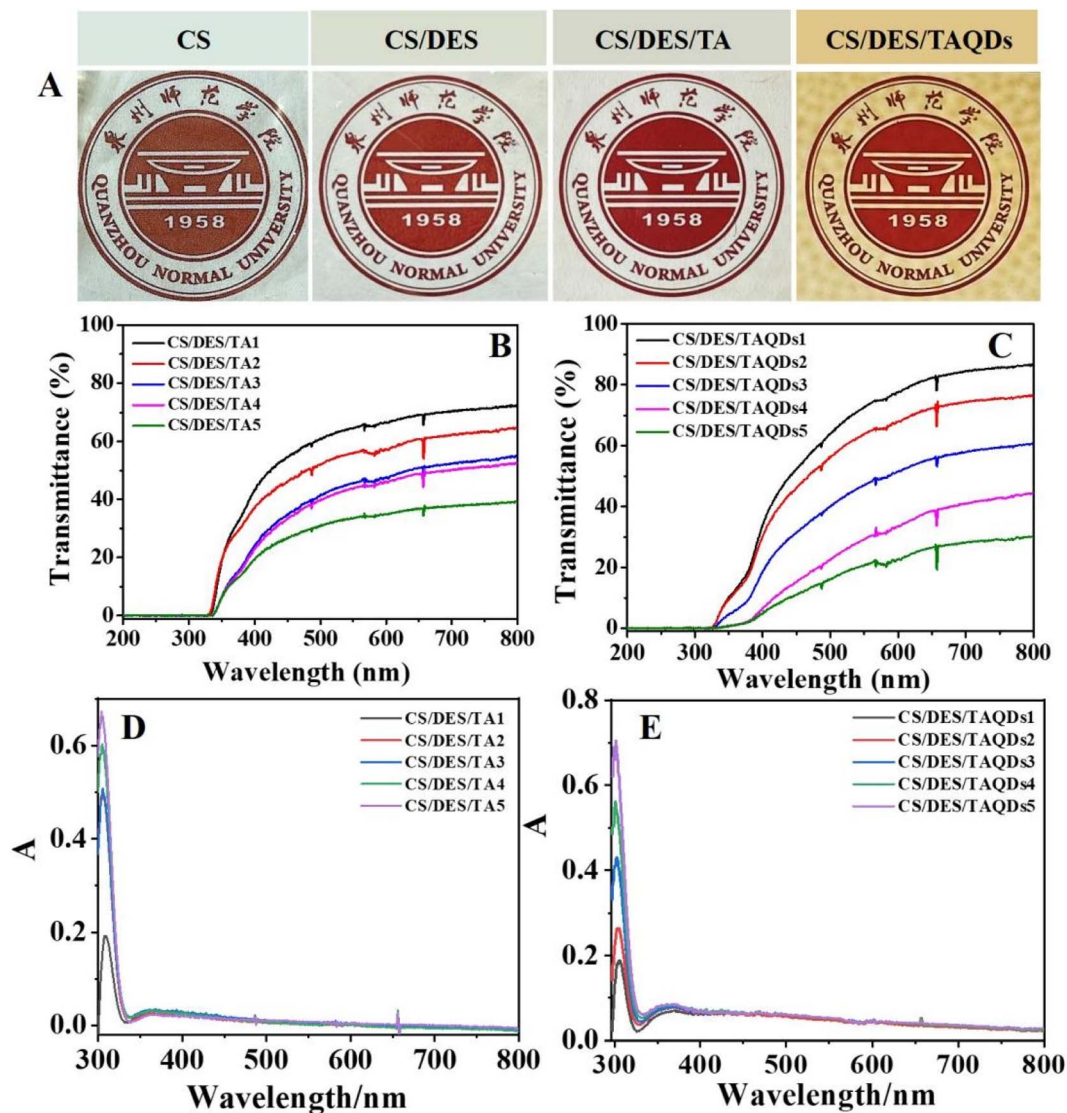 CS CS/DES CS/DES/TA CS/DES/TAQDs
A
泉州师范学院 泉州师范学院 泉州师范学院 泉州师范学院
1958 1958 1958 1958
QUANZHOU NORMAL UNIVERSITY QUANZHOU NORMAL UNIVERSITY QUANZHOU NORMAL UNIVERSITY QUANZHOU NORMAL UNIVERSITY
B
Transmittance (%)
100
80
60
40
20
0
CS/DES/TA1
CS/DES/TA2
CS/DES/TA3
CS/DES/TA4
CS/DES/TA5
200 300 400 500 600 700 800
Wavelength (nm)
C
Transmittance (%)
100
80
60
40
20
0
CS/DES/TAQDs1
CS/DES/TAQDs2
CS/DES/TAQDs3
CS/DES/TAQDs4
CS/DES/TAQDs5
200 300 400 500 600 700 800
Wavelength (nm)
D
A
0.6
0.4
0.2
0.0
CS/DES/TA1
CS/DES/TA2
CS/DES/TA3
CS/DES/TA4
CS/DES/TA5
300 400 500 600 700 800
Wavelength/nm
E
A
0.8
0.6
0.4
0.2
0.0
CS/DES/TAQDs1
CS/DES/TAQDs2
CS/DES/TAQDs3
CS/DES/TAQDs4
CS/DES/TAQDs5
300 400 500 600 700 800
Wavelength/nm